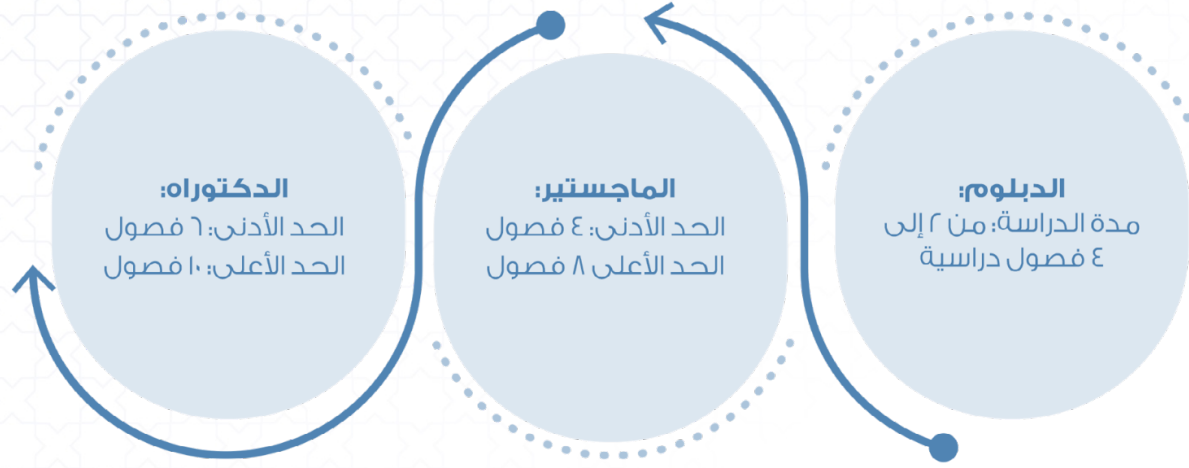 الدبلوم:
مدة الدراسة: من ٢ إلى
٤ فصول دراسية
الماجستير:
الحد الأدنى: ٤ فصول
الحد الأعلى ٨ فصول
الدكتوراه:
الحد الأدنى: ٦ فصول
الحد الأعلى: ١٠ فصول